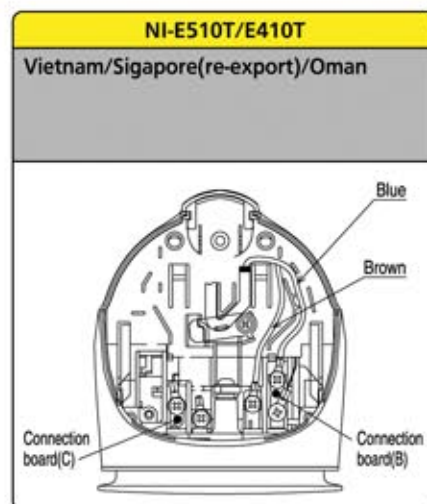 NI-E510T/E410T
Vietnam/Sigapore(re-export)/Oman
Blue
Brown
Connection
board(C)
Connection
board(B)